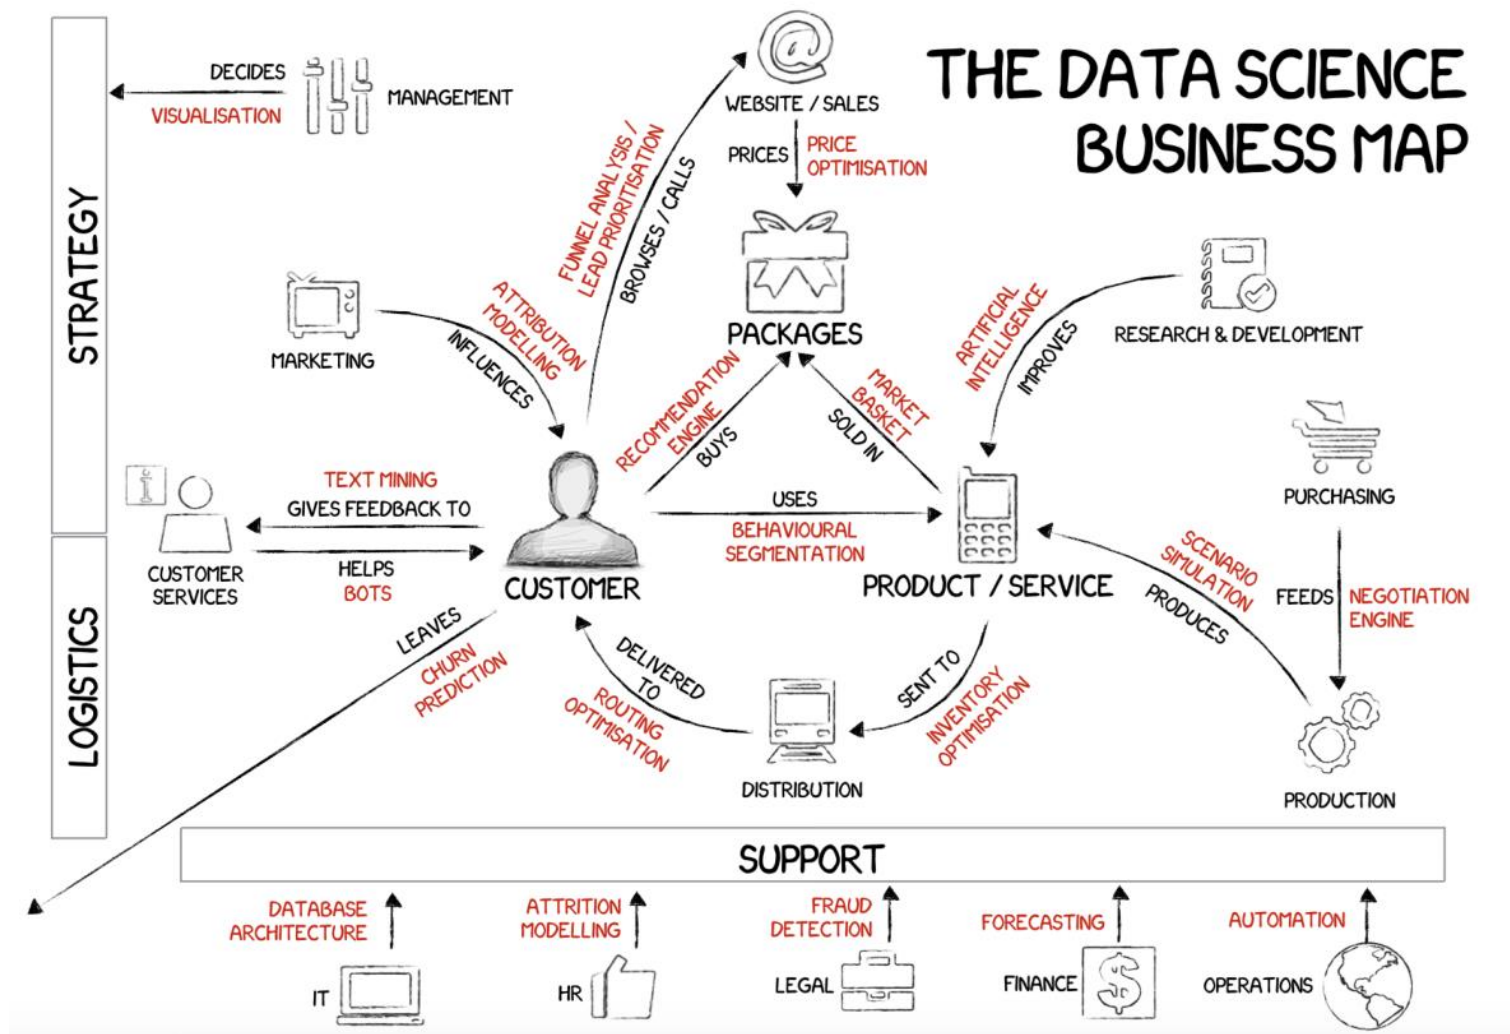 THE DATA SCIENCE
BUSINESS MAP
STRATEGY
LOGISTICS
DECIDES
VISUALISATION
MANAGEMENT
WEBSITE / SALES
PRICES
PRICE
OPTIMISATION
FUNNEL ANALYSIS /
LEAD PRIORITISATION
BROWSES / CALLS
PACKAGES
MARKETING
ATTRIBUTION
MODELLING
INFLUENCES
RECOMMENDATION
ENGINE
BUYS
MARKET
BASKET
SOLD IN
ARTIFICIAL
INTELLIGENCE
IMPROVES
RESEARCH & DEVELOPMENT
PURCHASING
FEEDS
NEGOTIATION
ENGINE
TEXT MINING
GIVES FEEDBACK TO
HELPS
BOTS
i
CUSTOMER
SERVICES
CUSTOMER
USES
BEHAVIOURAL
SEGMENTATION
PRODUCT / SERVICE
SCENARIO
SIMULATION
PRODUCES
PRODUCTION
LEAVES
CHURN
PREDICTION
DELIVERED
TO
ROUTING
OPTIMISATION
DISTRIBUTION
SENT TO
INVENTORY
OPTIMISATION
SUPPORT
DATABASE
ARCHITECTURE
IT
ATTRITION
MODELLING
HR
FRAUD
DETECTION
LEGAL
FORECASTING
FINANCE
$
AUTOMATION
OPERATIONS
@